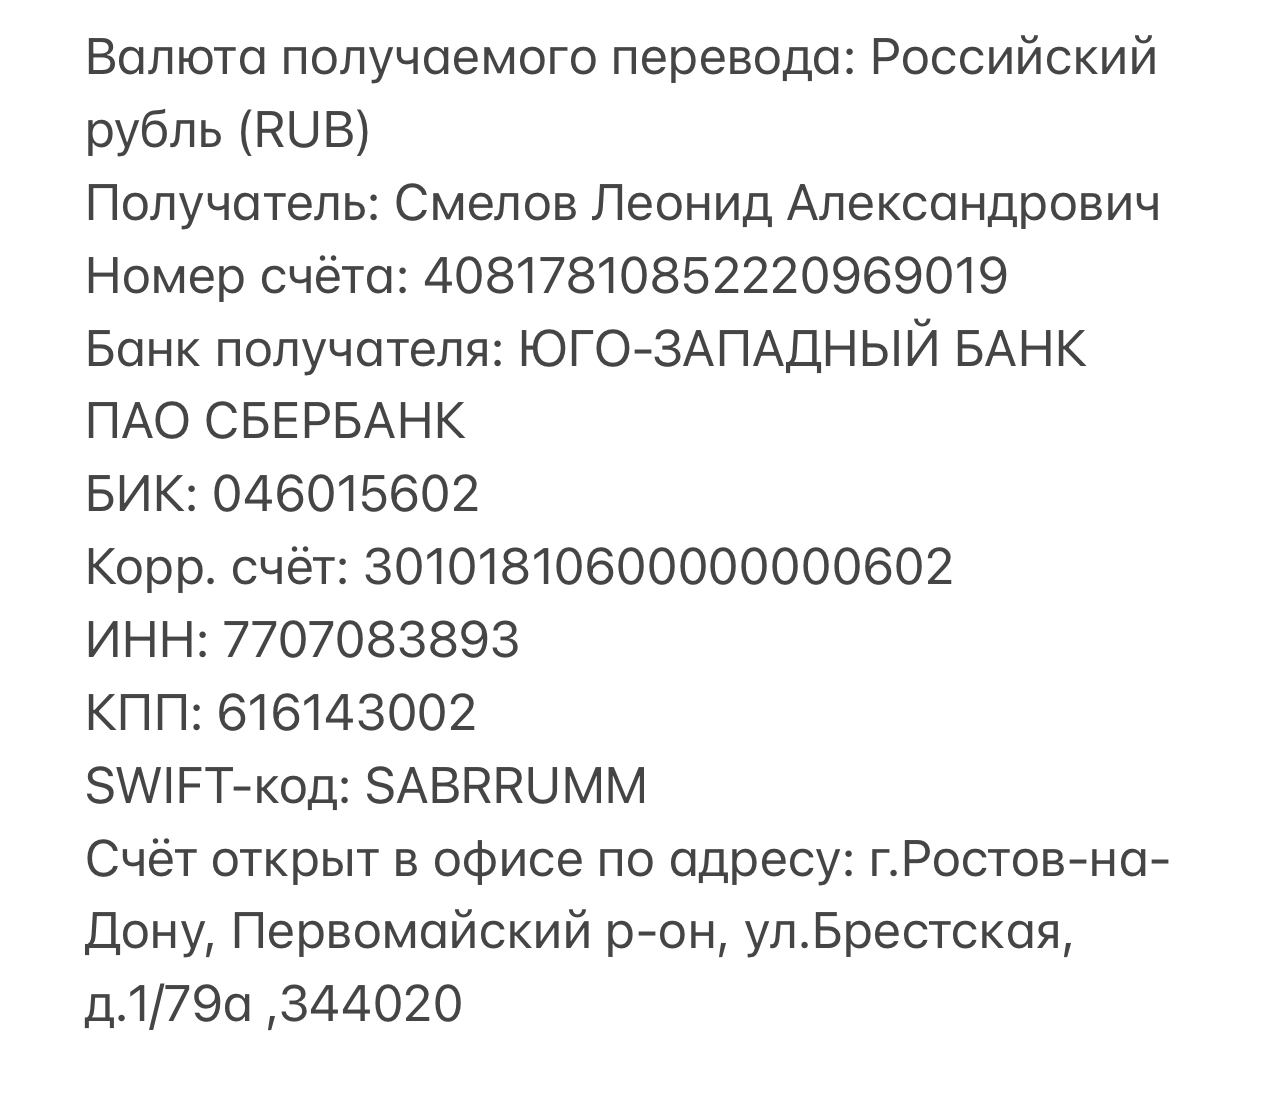 Валюта получаемого перевода: Российский
рубль (RUB)
Получатель: Смелов Леонид Александрович
Номер счёта: 40817810852220969019
Банк получателя: ЮГО-ЗАПАДНЫЙ БАНК
ПАО СБЕРБАНК
БИК: 046015602
Корр. счёт: 30101810600000000602
ИНН: 7707083893
КПП: 616143002
SWIFT-код: SABRRUMM
Счёт открыт в офисе по адресу: г.Ростов-на-
Дону, Первомайский р-он, ул.Брестская,
д.1/79а ,344020